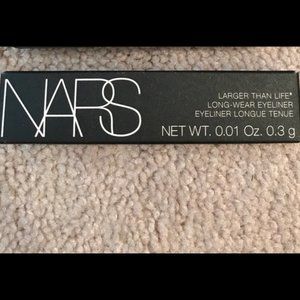 NARS
LARGER THAN LIFE®
LONG-WEAR EYELINER
EYELINER LONGUE TENUE
NET WT. 0.01 Oz. 0.3 g